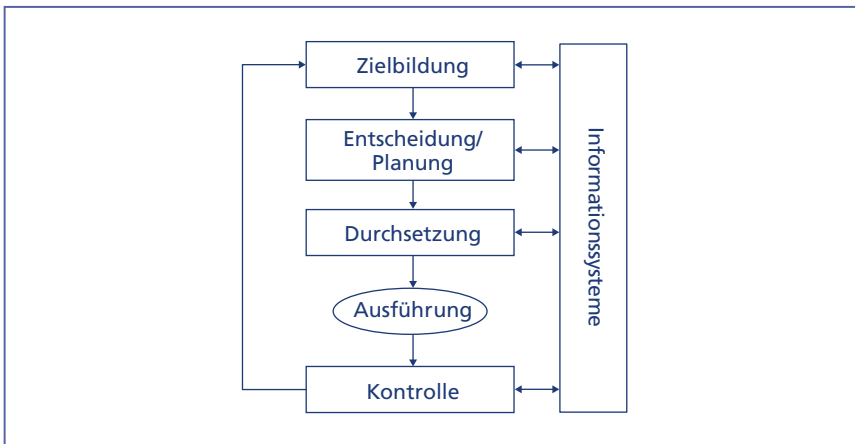 Zielbildung
Entscheidung/
Planung
Durchsetzung
Ausführung
Kontrolle
Informationssysteme